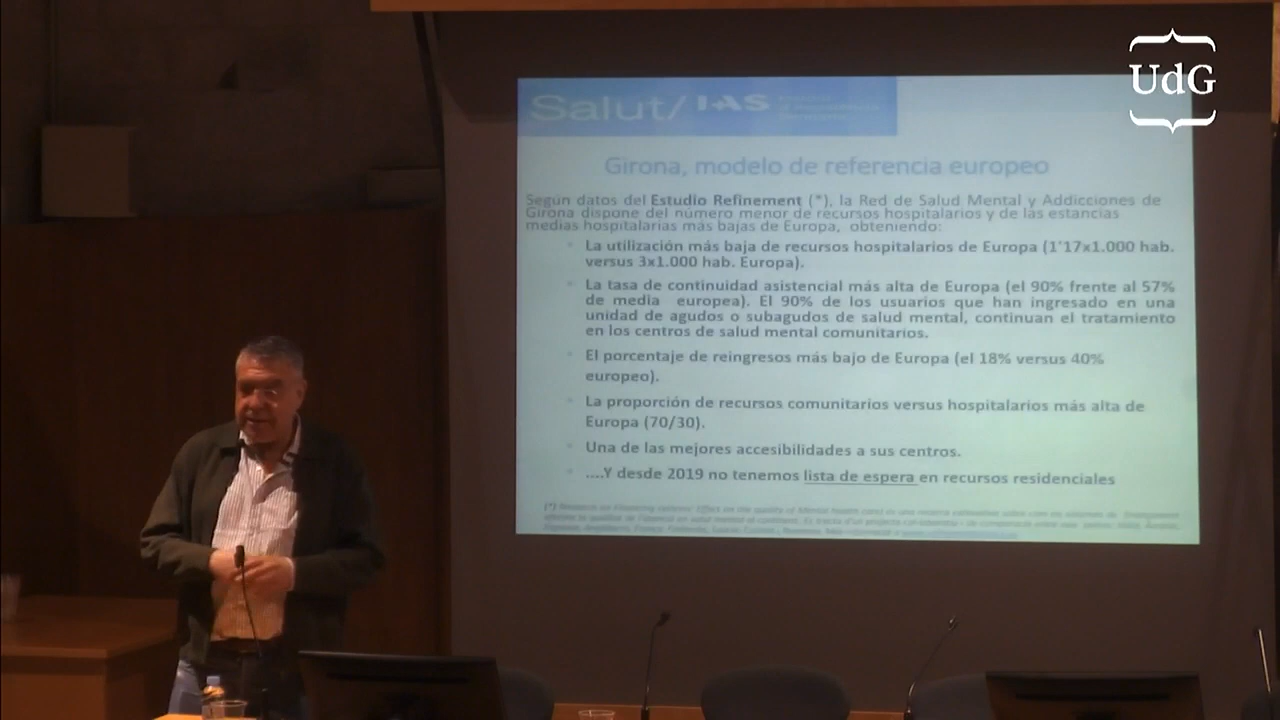 UdG
Salut/ IAS
Girona, modelo de referencia europeo
Según datos del Estudio Refinement (*), la Red de Salud Mental y Addicciones de
Girona dispone del número menor de recursos hospitalarios y de las estancias
medias hospitalarias más bajas de Europa, obteniendo:
La utilización más baja de recursos hospitalarios de Europa (1'17x1.000 hab.
versus 3x1.000 hab. Europa).
La tasa de continuidad asistencial más alta de Europa (el 90% frente al 57%
de media europea). El 90% de los usuarios que han ingresado en una
unidad de agudos o subagudos de salud mental, continuan el tratamiento
en los centros de salud mental comunitarios.
El porcentaje de reingresos más bajo de Europa (el 18% versus 40%
europeo).
La proporción de recursos comunitarios versus hospitalarios más alta de
Europa (70/30).
Una de las mejores accesibilidades a sus centros.
....Y desde 2019 no tenemos lista de espera en recursos residenciales